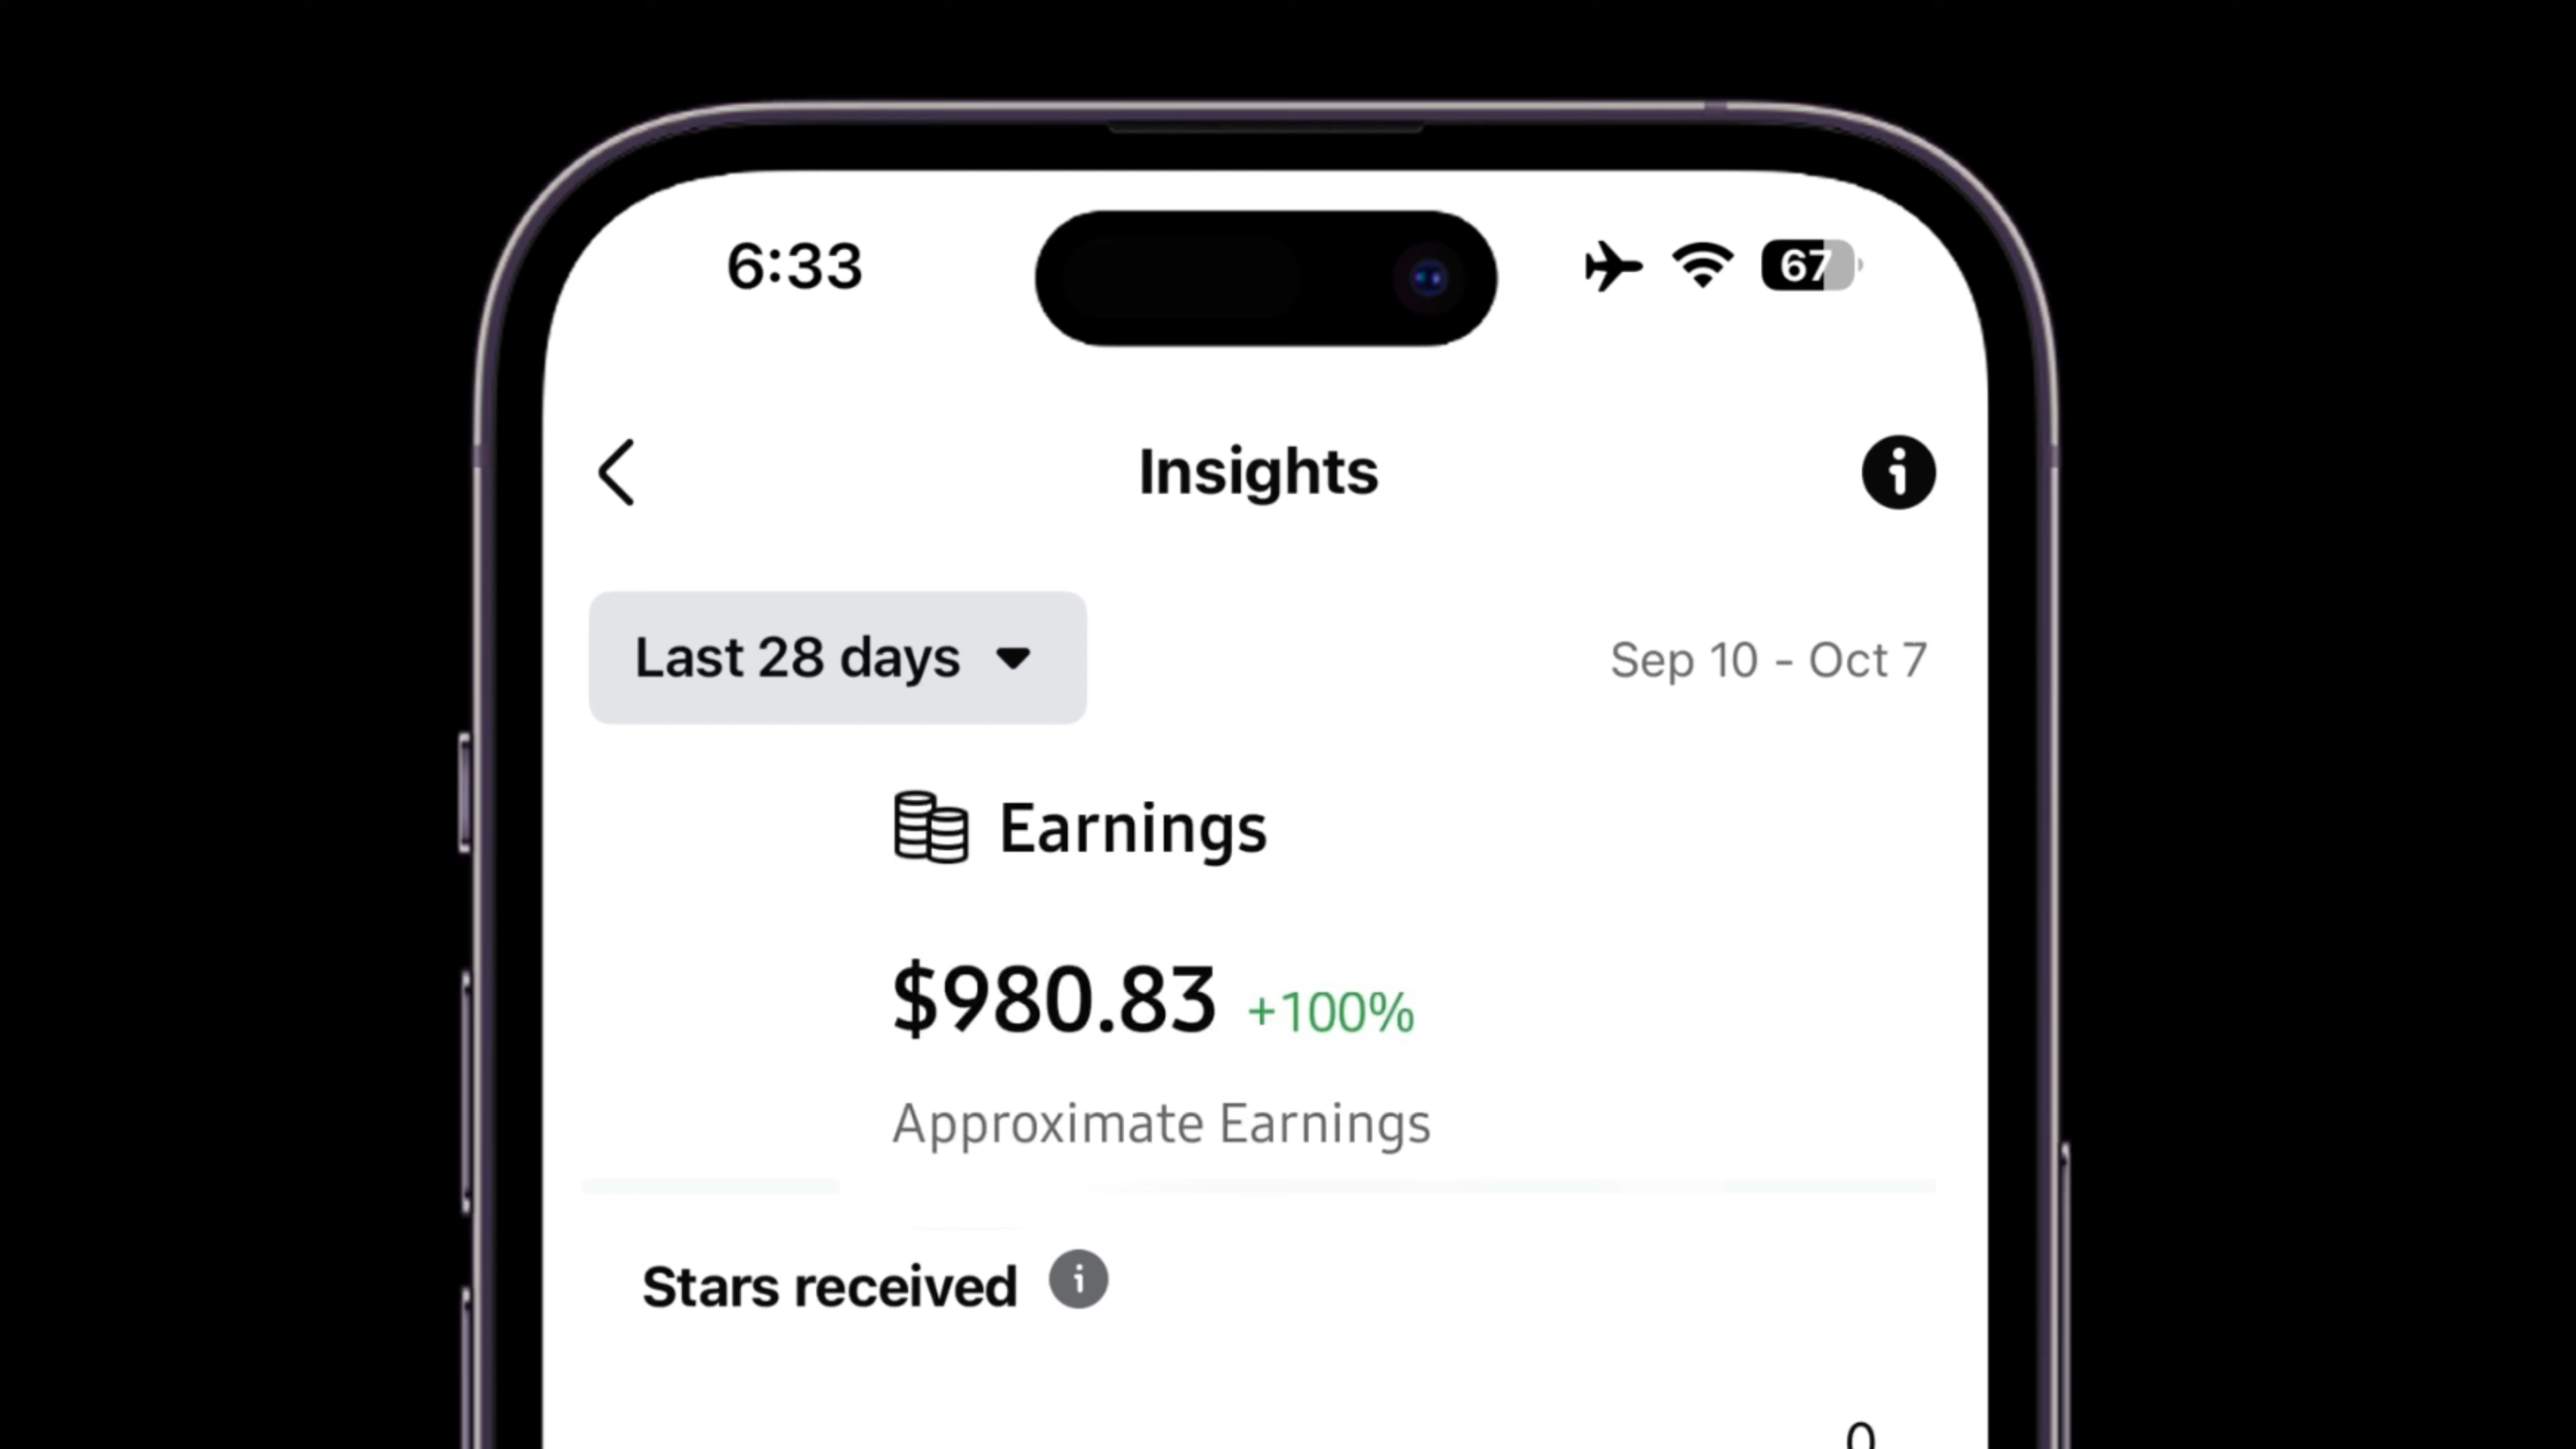 6:33 67
Insights
Last 28 days Sep 10 - Oct 7
Earnings
$980.83 +100%
Approximate Earnings
Stars received
0